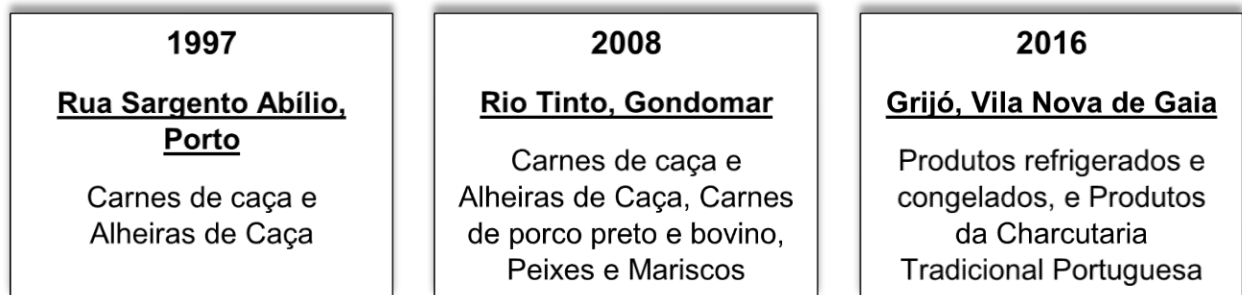 1997
Rua Sargento Abílio,
Porto
Carnes de caça e
Alheiras de Caça
2008
Rio Tinto, Gondomar
Carnes de caça e
Alheiras de Caça, Carnes
de porco preto e bovino,
Peixes e Mariscos
2016
Grijó, Vila Nova de Gaia
Produtos refrigerados e
congelados, e Produtos
da Charcutaria
Tradicional Portuguesa